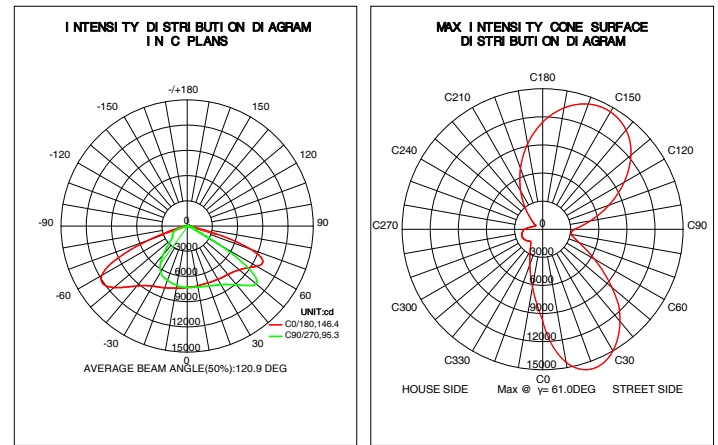 INTENSITY DISTRIBUTION DIAGRAM
IN C PLANS
-/+180
-150
150
-120
120
-90
90
-60
60
-30
30
0
0
3000
6000
9000
12000
15000
UNIT:cd
C0/180,146.4
C90/270,95.3
AVERAGE BEAM ANGLE(50%):120.9 DEG
MAX INTENSITY CONE SURFACE
DISTRIBUTION DIAGRAM
C180
C210
C150
C240
C120
C270
C90
C300
C60
C330
C30
C0
0
3000
6000
9000
12000
15000
HOUSE SIDE
Max @ γ= 61.0DEG
STREET SIDE